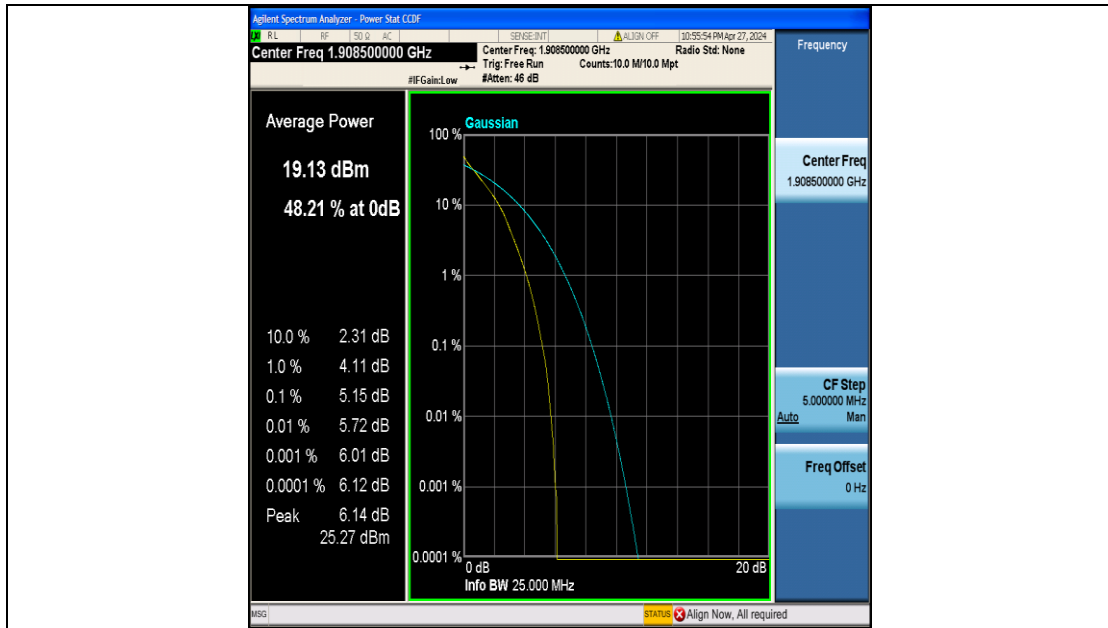 Agilent Spectrum Analyzer - Power Stat CCDF
RL RF 50 Ω AC SENSE:INT ALIGN OFF 10:55:54 PM Apr 27, 2024
Center Freq 1.908500000 GHz
Center Freq: 1.908500000 GHz Radio Std: None
Trig: Free Run Counts:10.0 M/10.0 Mpt
#IFGain:Low #Atten: 46 dB
Frequency
Average Power
19.13 dBm
48.21 % at 0dB
10.0 % 2.31 dB
1.0 % 4.11 dB
0.1 % 5.15 dB
0.01 % 5.72 dB
0.001 % 6.01 dB
0.0001 % 6.12 dB
Peak 6.14 dB
25.27 dBm
Gaussian
100 %
10 %
1 %
0.1 %
0.01 %
0.001 %
0.0001 %
0 dB 20 dB
Info BW 25.000 MHz
Center Freq
1.908500000 GHz
CF Step
5.000000 MHz
Auto Man
Freq Offset
0 Hz
MSG STATUS Align Now, All required